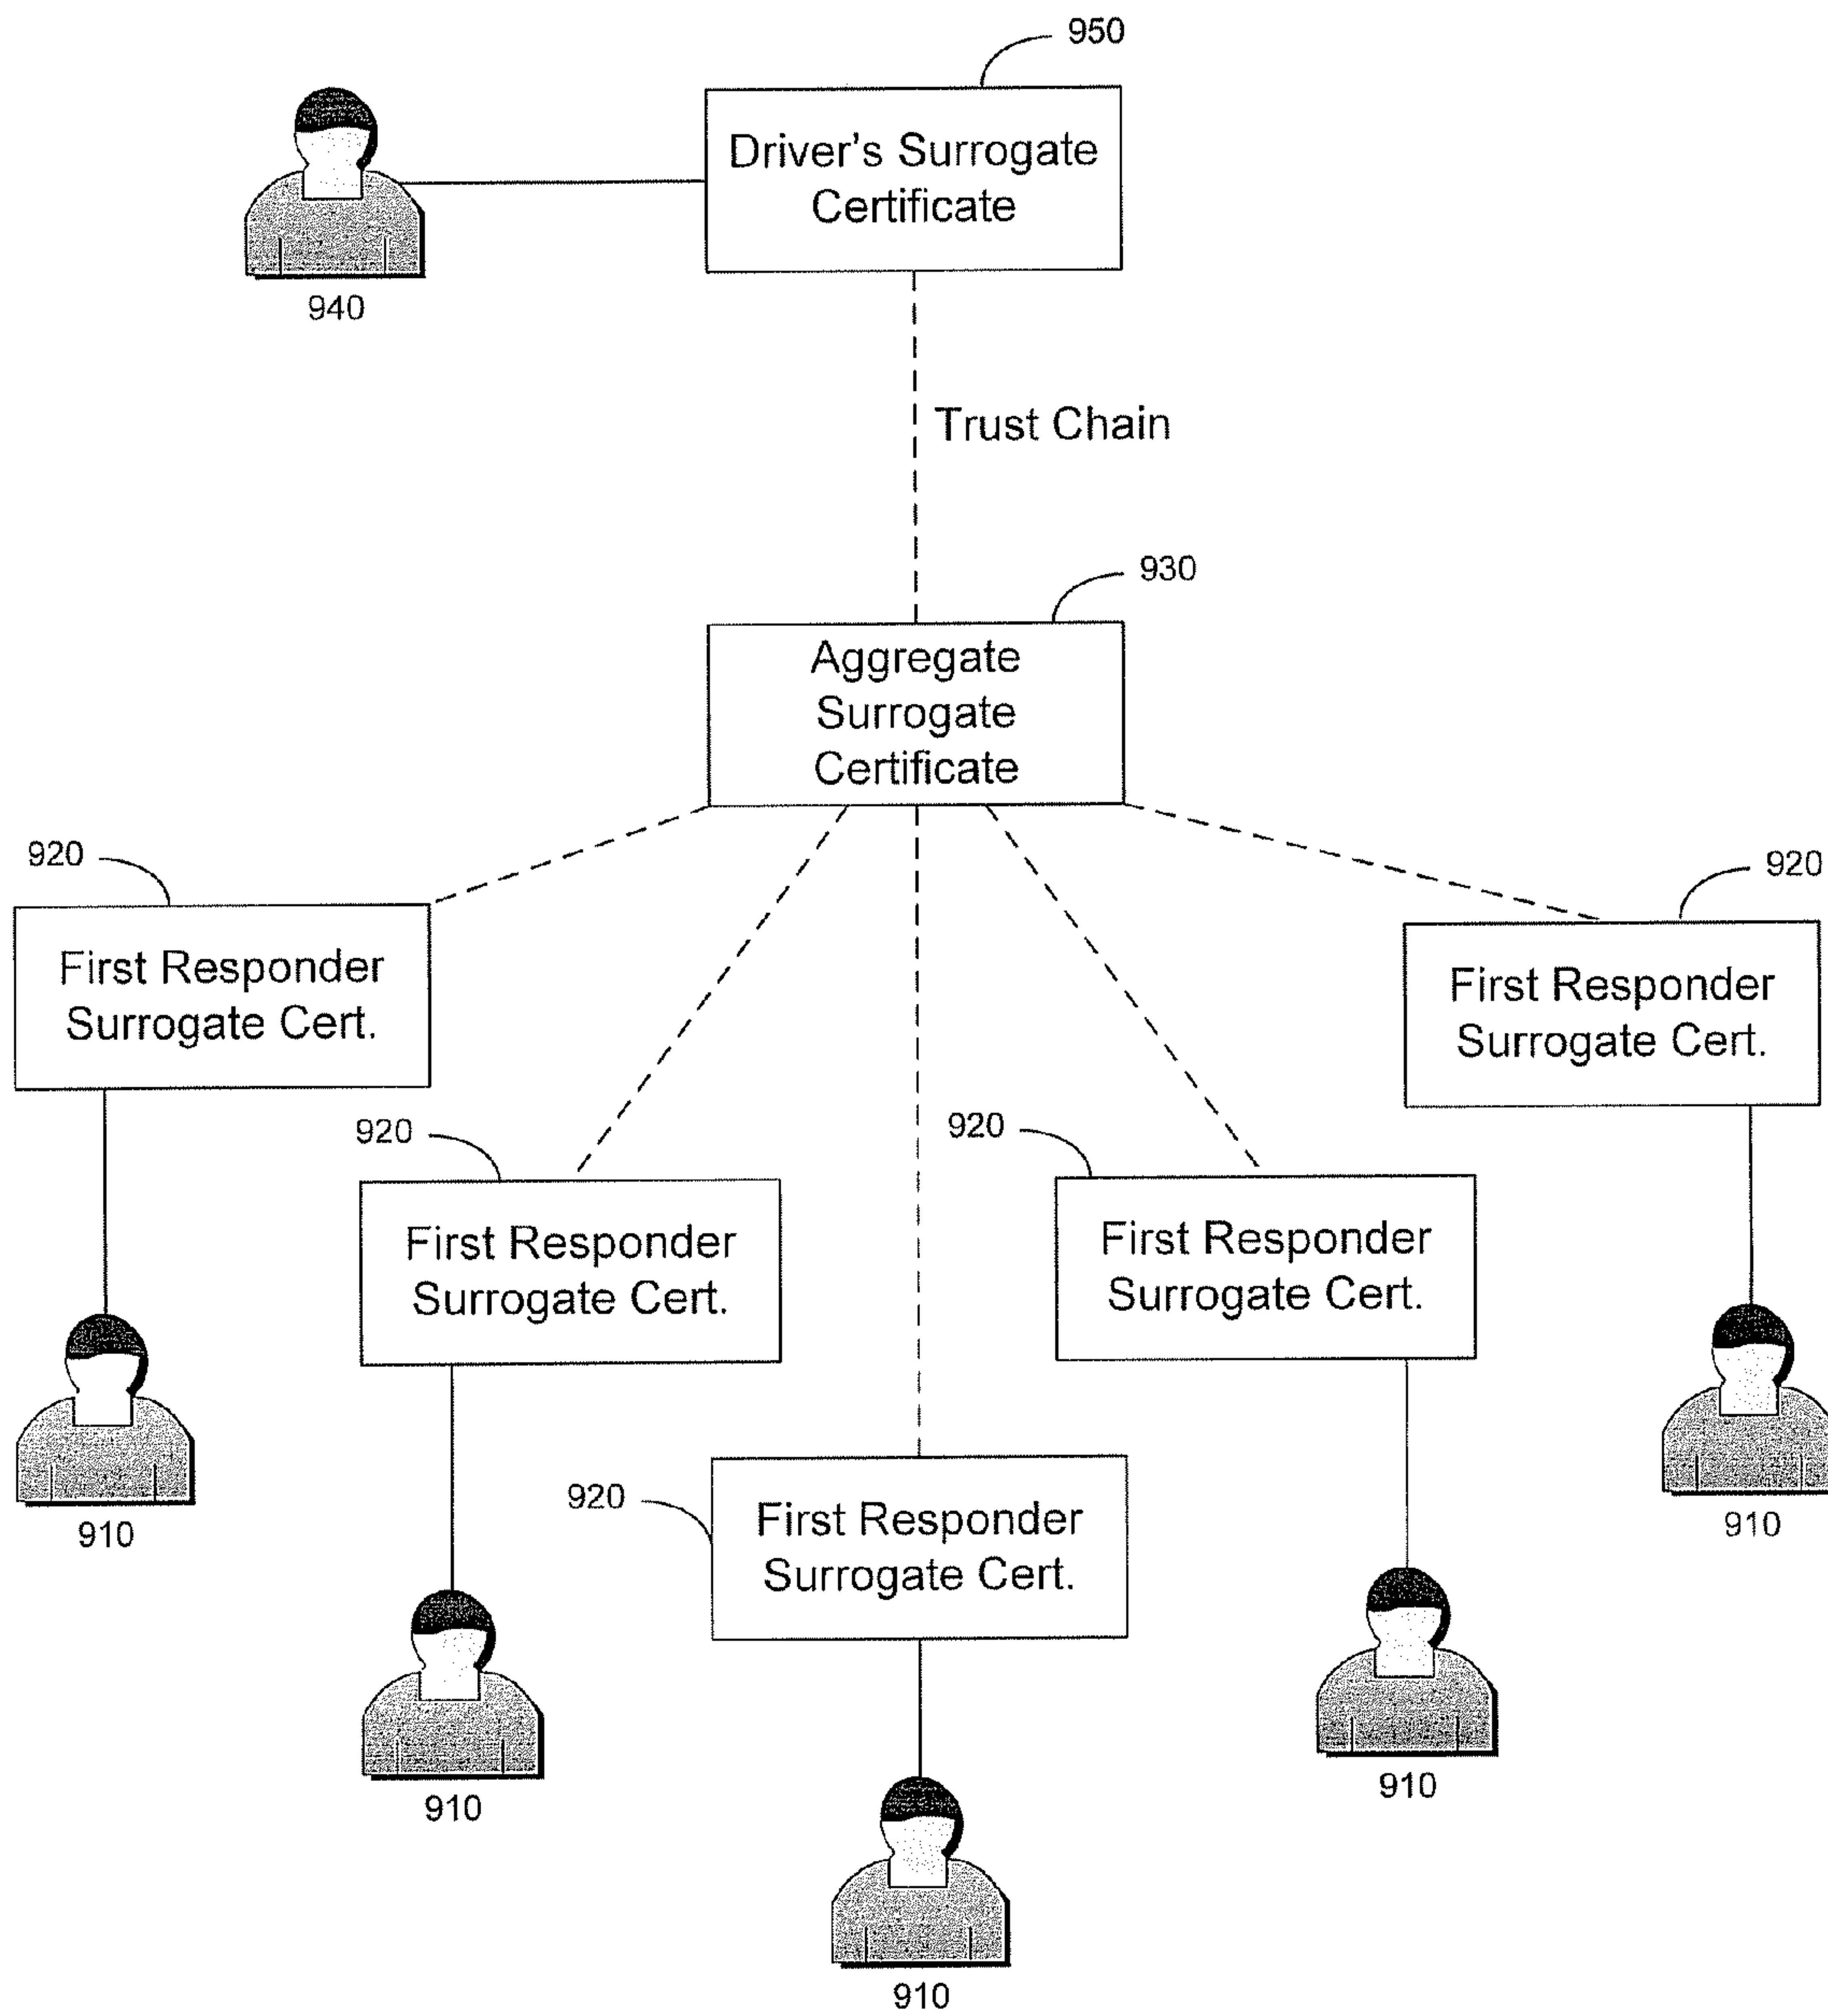 950
Driver's Surrogate
Certificate
940
Trust Chain
930
Aggregate
Surrogate
Certificate
920
920
First Responder
Surrogate Cert.
First Responder
Surrogate Cert.
920
920
First Responder
Surrogate Cert.
First Responder
Surrogate Cert.
920
First Responder
Surrogate Cert.
910
910
910
910
910